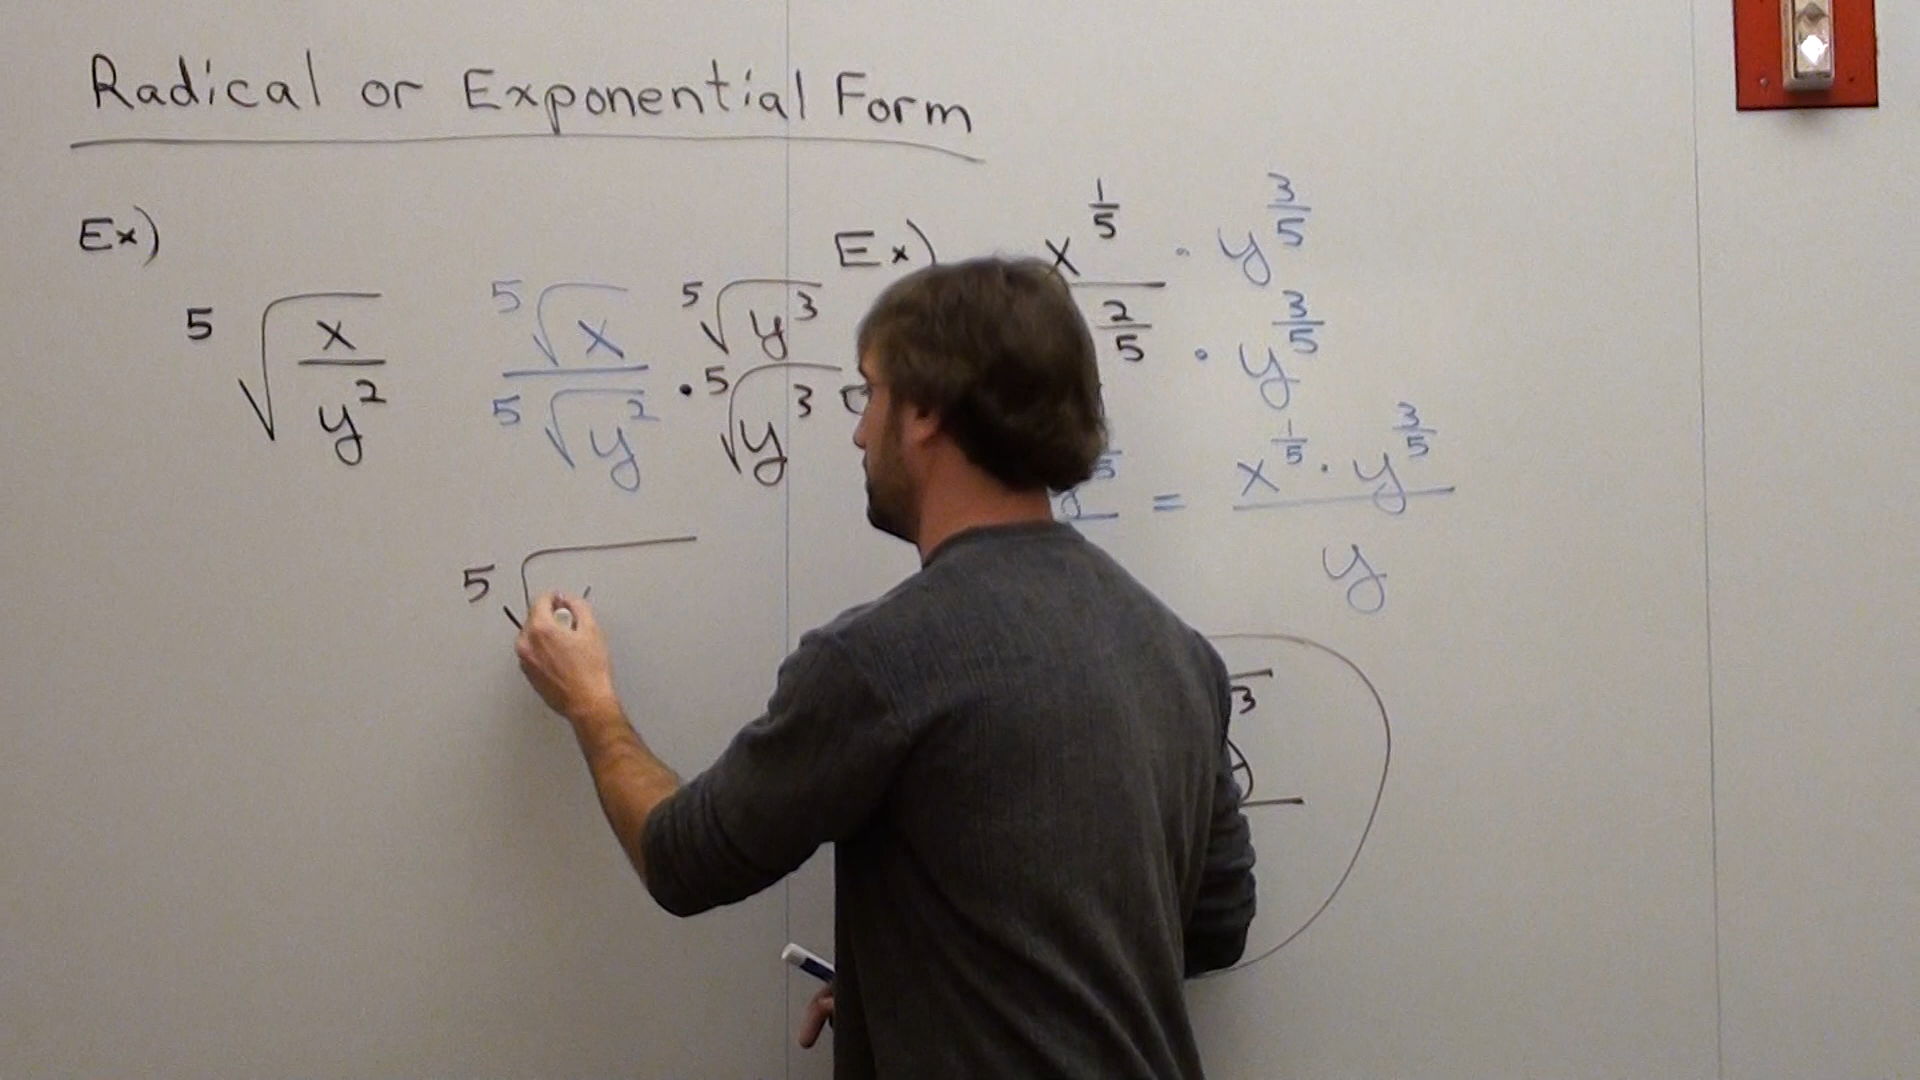 Radical or Exponential Form
Ex)
⁵√(x/y²)
⁵√x/⁵√y² · ⁵√y³/⁵√y³
⁵√
Ex)
x^(1/5) · y^(3/5)
2/5 · y^(3/5)
= x^(1/5) · y^(3/5) / y
3